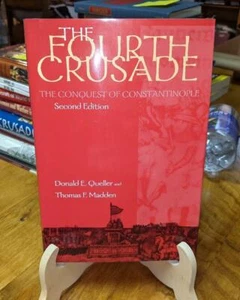 THE
FOURTH
CRUSADE
THE CONQUEST OF CONSTANTINOPLE
Second Edition
Donald E. Queller and
Thomas F. Madden